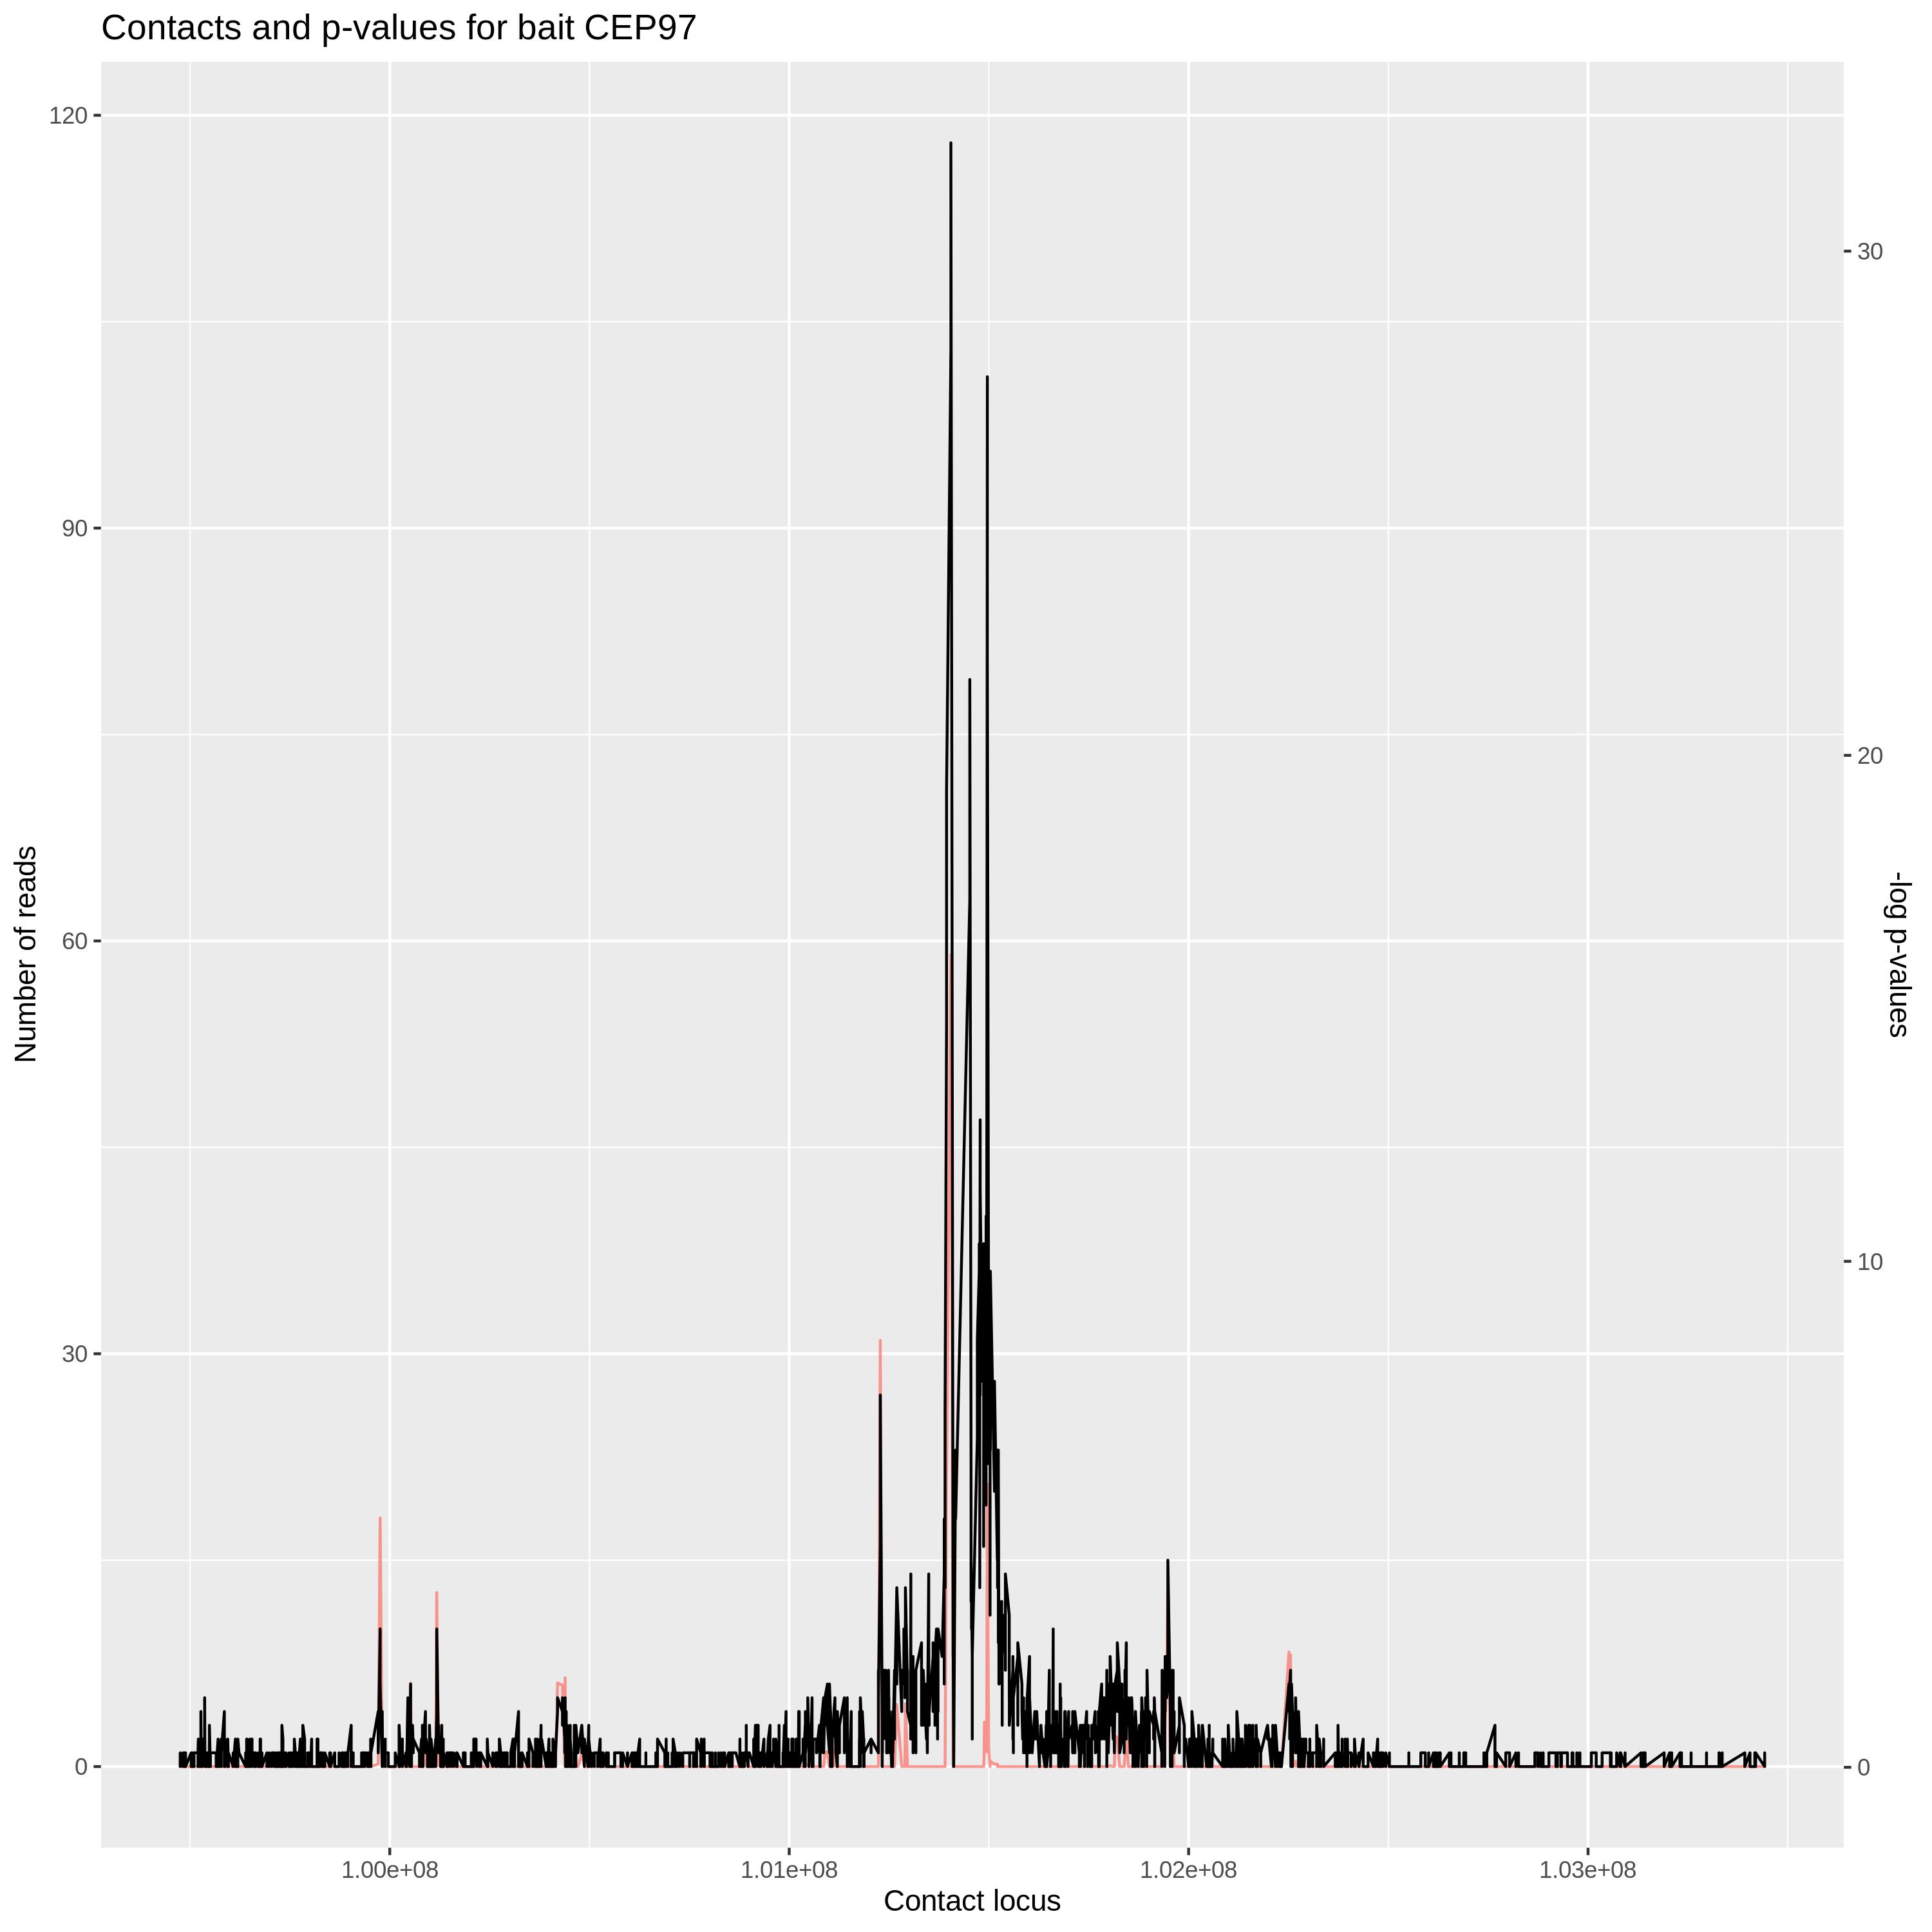 Contacts and p-values for bait CEP97
120
90
60
30
0
Number of reads
30
20
10
0
-log p-values
1.00e+08
1.01e+08
1.02e+08
1.03e+08
Contact locus